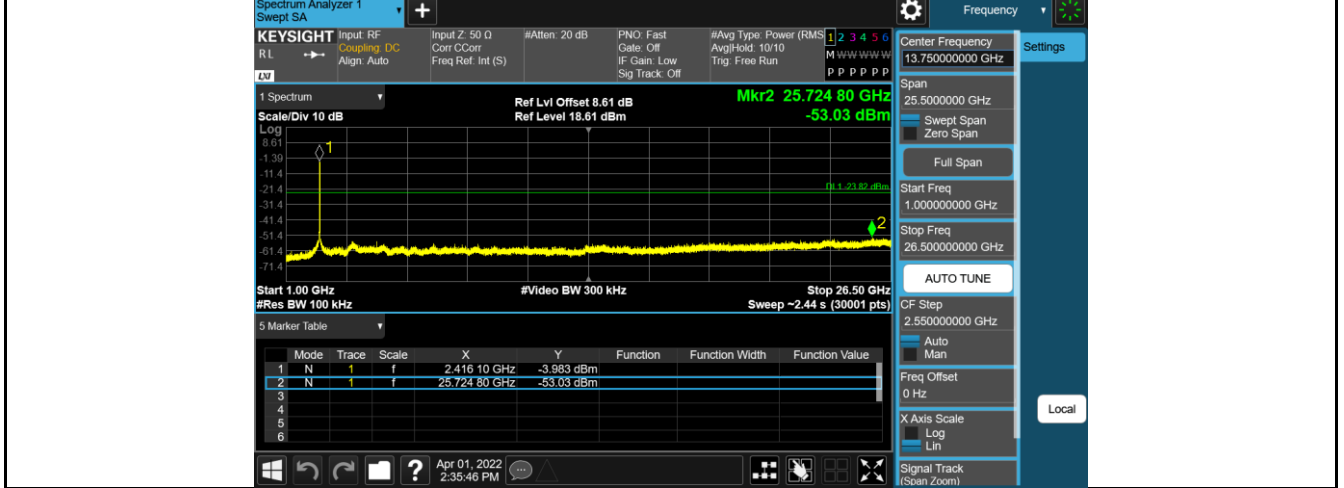 Spectrum Analyzer 1
Swept SA
+
Frequency
KEYSIGHT
R L
LXI
Input: RF
Coupling: DC
Align: Auto
Input Z: 50 Ω
Corr CCorr
Freq Ref: Int (S)
#Atten: 20 dB
PNO: Fast
Gate: Off
IF Gain: Low
Sig Track: Off
#Avg Type: Power (RMS
Avg|Hold: 10/10
Trig: Free Run
1 2 3 4 5 6
M W W W W W
P P P P P P
1 Spectrum
Scale/Div 10 dB
Ref Lvl Offset 8.61 dB
Ref Level 18.61 dBm
Mkr2 25.724 80 GHz
-53.03 dBm
Log
8.61
-1.39
-11.4
-21.4
-31.4
-41.4
-51.4
-61.4
-71.4
1
DL1 -23.82 dBm
2
Start 1.00 GHz
#Video BW 300 kHz
Stop 26.50 GHz
#Res BW 100 kHz
Sweep ~2.44 s (30001 pts)
5 Marker Table
Mode Trace Scale X Y Function Function Width Function Value
1 N 1 f 2.416 10 GHz -3.983 dBm
2 N 1 f 25.724 80 GHz -53.03 dBm
3
4
5
6
?
Apr 01, 2022
2:35:46 PM
Center Frequency
13.750000000 GHz
Settings
Span
25.5000000 GHz
Swept Span
Zero Span
Full Span
Start Freq
1.000000000 GHz
Stop Freq
26.500000000 GHz
AUTO TUNE
CF Step
2.550000000 GHz
Auto
Man
Freq Offset
0 Hz
X Axis Scale
Log
Lin
Local
Signal Track
(Span Zoom)